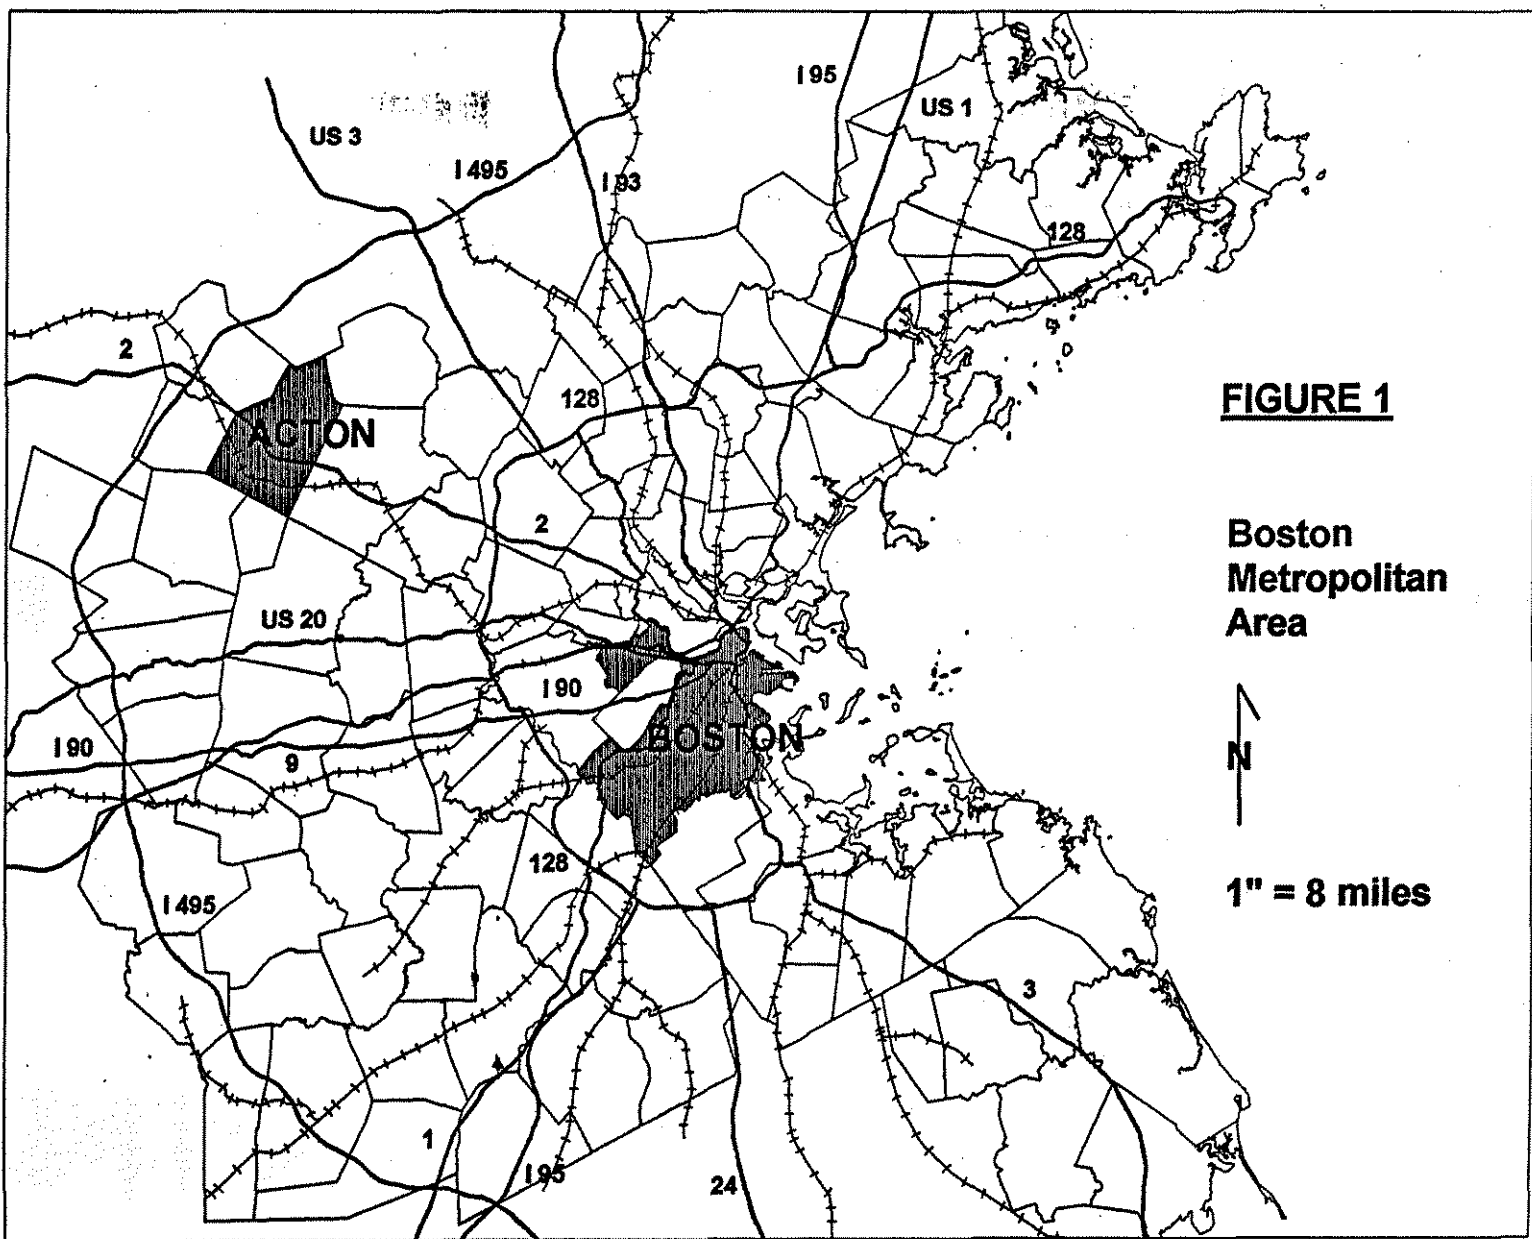 I 95
US 1
US 3
I 495
I 93
128
2
128
ACTON
FIGURE 1
2
Boston
Metropolitan
Area
US 20
I 90
BOSTON
I 90
9
N
128
1" = 8 miles
I 495
3
1
I 95
24